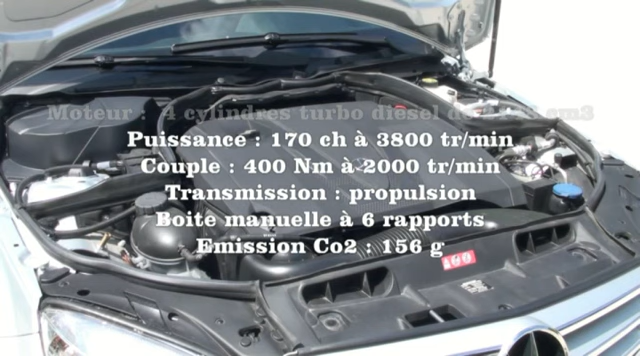 Moteur : 4 cylindres turbo diesel de cm3
Puissance : 170 ch à 3800 tr/min
Couple : 400 Nm à 2000 tr/min
Transmission : propulsion
Boite manuelle à 6 rapports
Emission Co2 : 156 g